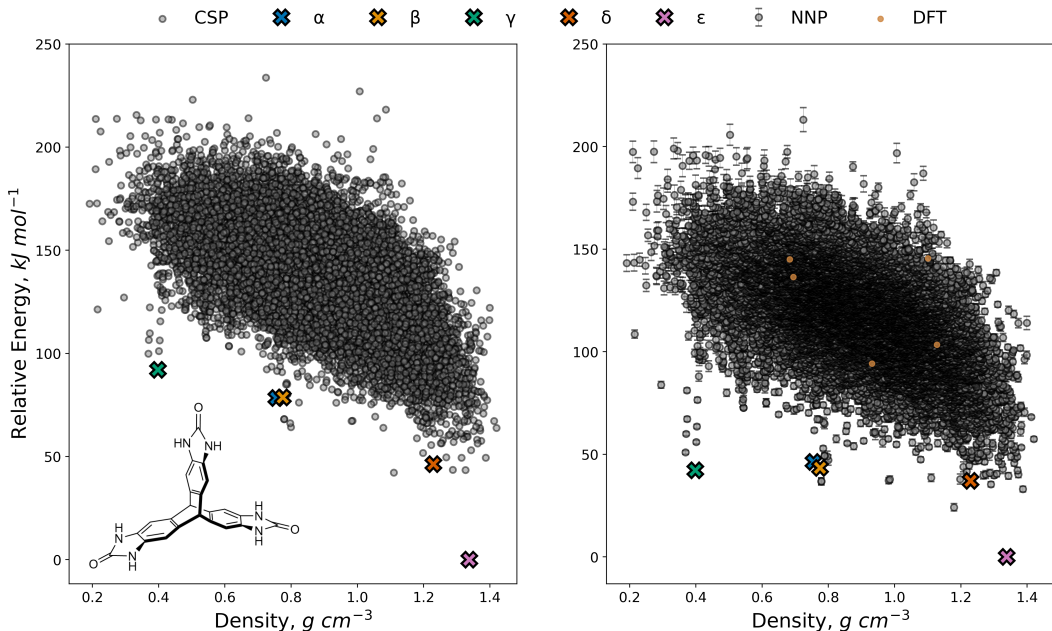 CSP α β γ δ ε NNP DFT
250
200
150
100
50
0
0.2 0.4 0.6 0.8 1.0 1.2 1.4
Relative Energy, kJ mol⁻¹
Density, g cm⁻³
O
HN NH
H
N
O
N
H
H
N
O
N
H
250
200
150
100
50
0
0.2 0.4 0.6 0.8 1.0 1.2 1.4
Density, g cm⁻³